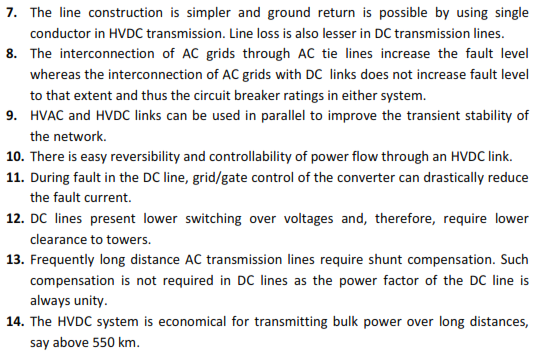 7. The line construction is simpler and ground return is possible by using single
conductor in HVDC transmission. Line loss is also lesser in DC transmission lines.
8. The interconnection of AC grids through AC tie lines increase the fault level
whereas the interconnection of AC grids with DC links does not increase fault level
to that extent and thus the circuit breaker ratings in either system.
9. HVAC and HVDC links can be used in parallel to improve the transient stability of
the network.
10. There is easy reversibility and controllability of power flow through an HVDC link.
11. During fault in the DC line, grid/gate control of the converter can drastically reduce
the fault current.
12. DC lines present lower switching over voltages and, therefore, require lower
clearance to towers.
13. Frequently long distance AC transmission lines require shunt compensation. Such
compensation is not required in DC lines as the power factor of the DC line is
always unity.
14. The HVDC system is economical for transmitting bulk power over long distances,
say above 550 km.